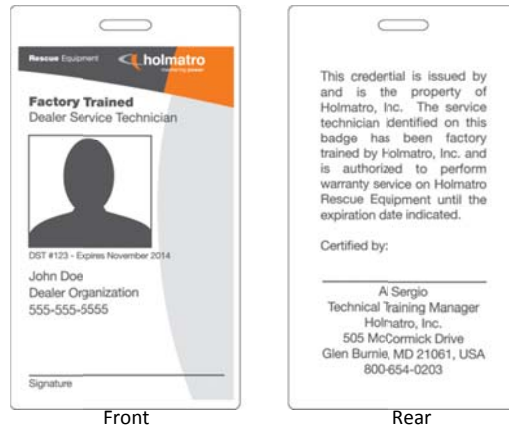 Rescue Equipment
holmatro
mastering power
Factory Trained
Dealer Service Technician
DST #123 - Expires November 2014
John Doe
Dealer Organization
555-555-5555
Signature
Front
This credential is issued by
and is the property of
Holmatro, Inc. The service
technician identified on this
badge has been factory
trained by Holmatro, Inc. and
is authorized to perform
warranty service on Holmatro
Rescue Equipment until the
expiration date indicated.
Certified by:
Al Sergio
Technical Training Manager
Holmatro, Inc.
505 McCormick Drive
Glen Burnie, MD 21061, USA
800-654-0203
Rear